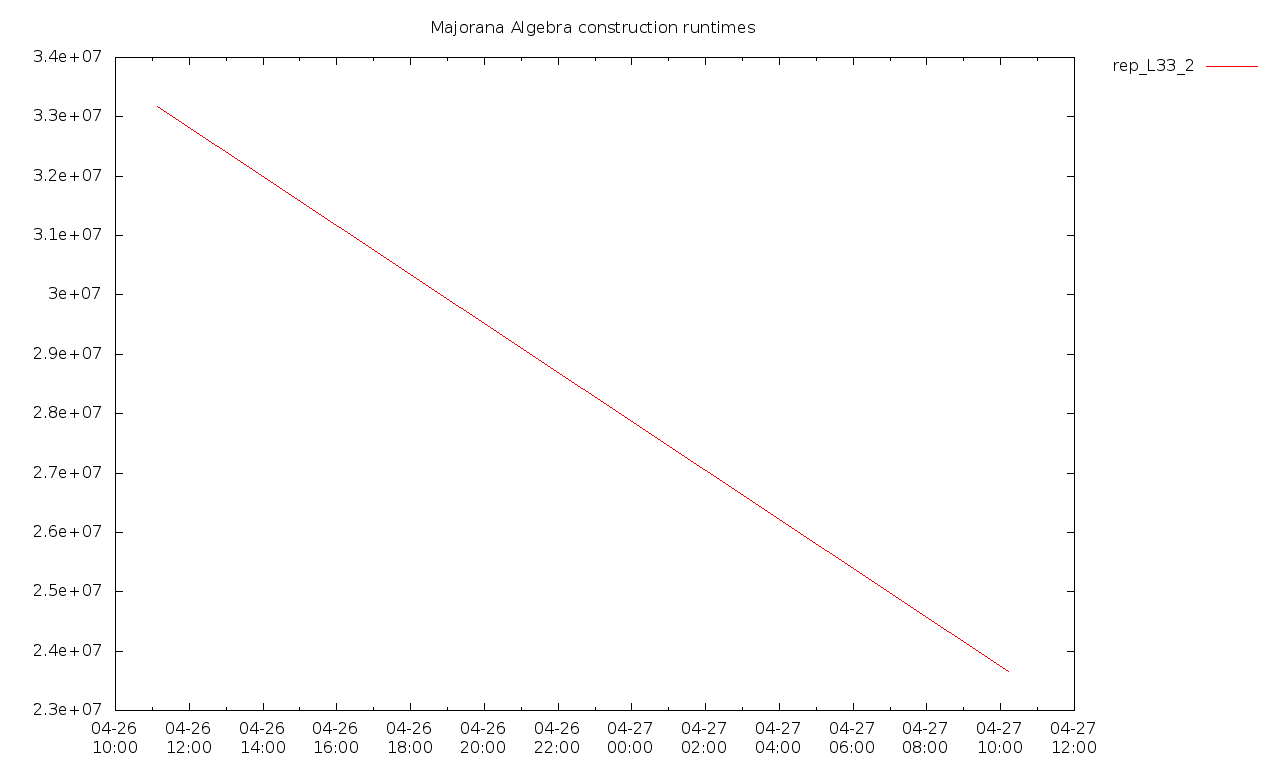 Majorana Algebra construction runtimes
rep_L33_2
3.4e+07
3.3e+07
3.2e+07
3.1e+07
3e+07
2.9e+07
2.8e+07
2.7e+07
2.6e+07
2.5e+07
2.4e+07
2.3e+07
04-26 04-26 04-26 04-26 04-26 04-26 04-26 04-27 04-27 04-27 04-27 04-27 04-27 04-27
10:00 12:00 14:00 16:00 18:00 20:00 22:00 00:00 02:00 04:00 06:00 08:00 10:00 12:00